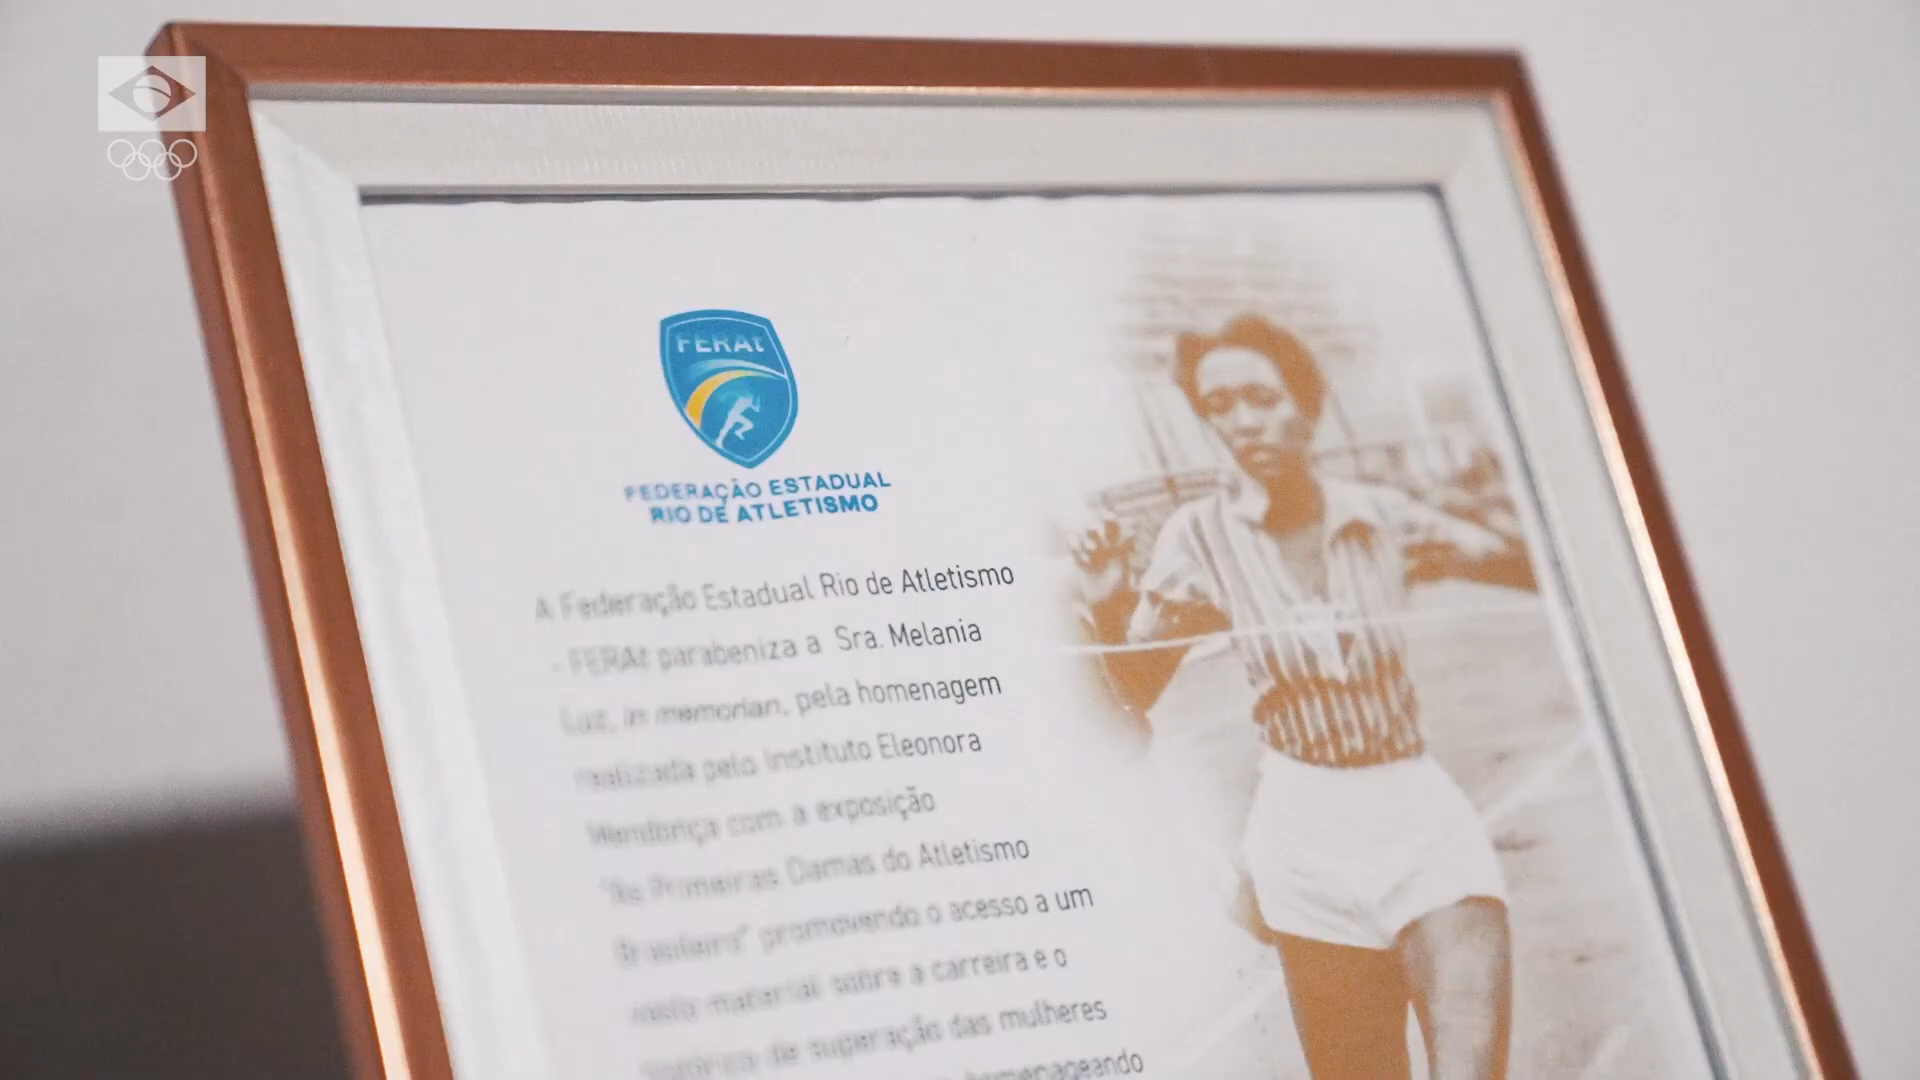 FERAt
FEDERAÇÃO ESTADUAL
RIO DE ATLETISMO
A Federação Estadual Rio de Atletismo
- FERAt parabeniza a Sra. Melania
Luz, in memorian, pela homenagem
realizada pelo Instituto Eleonora
Mendonça com a exposição
"As Primeiras Damas do Atletismo
Brasileiro" promovendo o acesso a um
vasto material sobre a carreira e o
histórico de superação das mulheres
homenageando